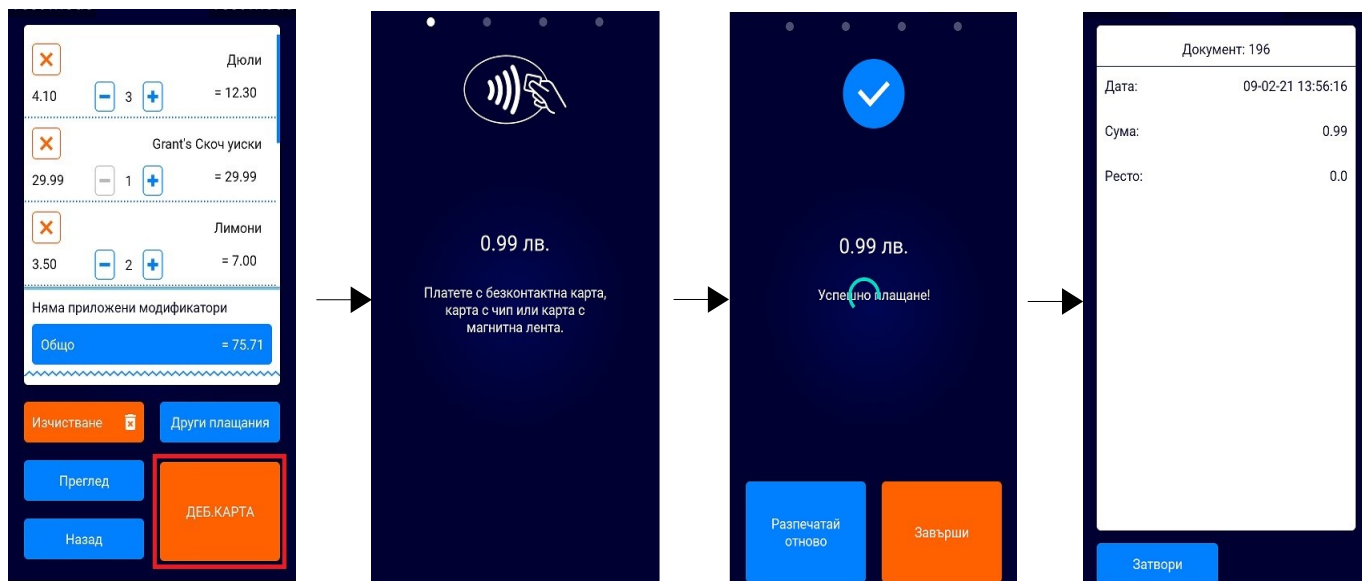 Дюли
4.10 3 = 12.30
Grant's Скоч уиски
29.99 1 = 29.99
Лимони
3.50 2 = 7.00
Няма приложени модификатори
Общо = 75.71
Изчистване
Други плащания
Преглед
ДЕБ.КАРТА
Назад
0.99 лв.
Платете с безконтактна карта,
карта с чип или карта с
магнитна лента.
0.99 лв.
Успешно плащане!
Разпечатай
отново
Завърши
Документ: 196
Дата: 09-02-21 13:56:16
Сума: 0.99
Ресто: 0.0
Затвори